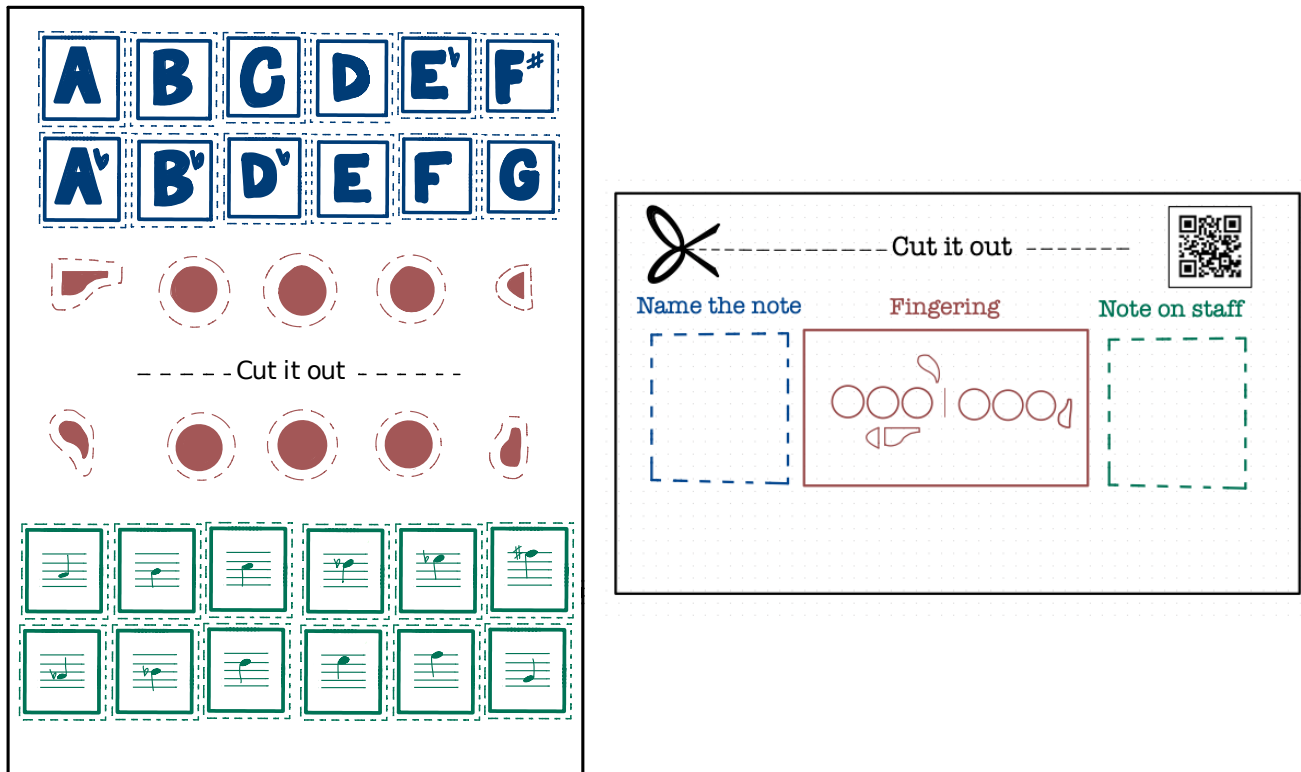 A B C D E♭ F♯
A♭ B♭ D♭ E F G
Cut it out
Cut it out
Name the note
Fingering
Note on staff